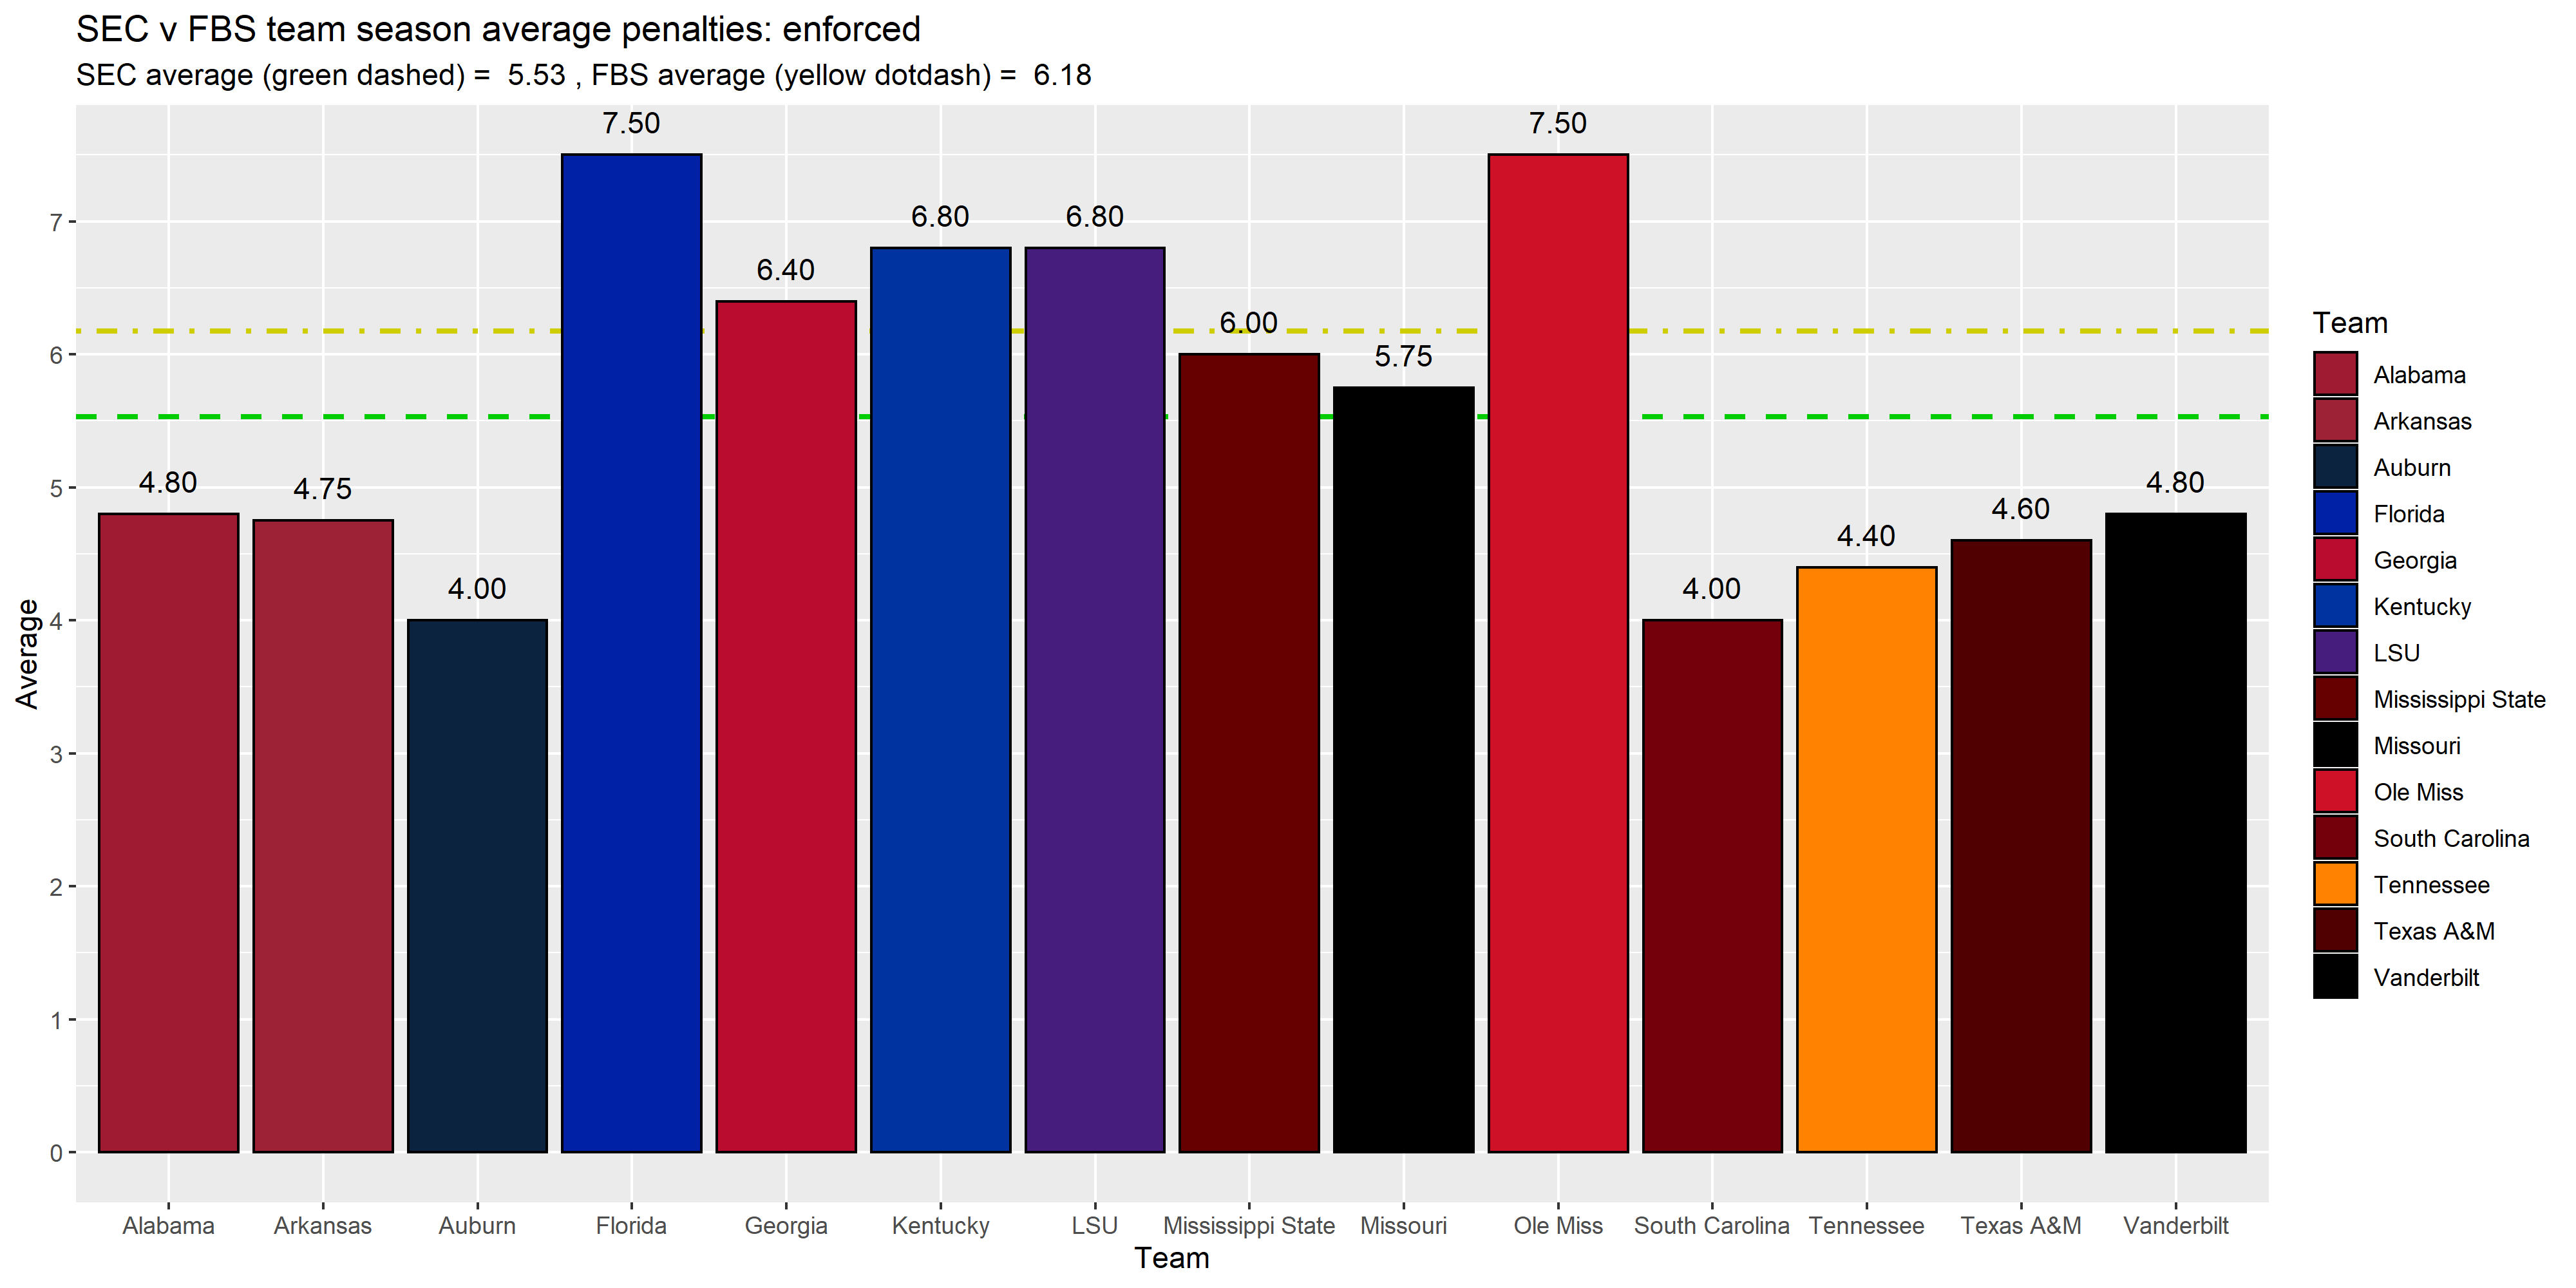 SEC v FBS team season average penalties: enforced
SEC average (green dashed) =  5.53 , FBS average (yellow dotdash) =  6.18
7.50
7.50
6.80
6.80
6.40
6.00
5.75
4.80
4.75
4.00
4.00
4.40
4.60
4.80
Average
7
6
5
4
3
2
1
0
Alabama
Arkansas
Auburn
Florida
Georgia
Kentucky
LSU
Mississippi State
Missouri
Ole Miss
South Carolina
Tennessee
Texas A&M
Vanderbilt
Team
Team
Alabama
Arkansas
Auburn
Florida
Georgia
Kentucky
LSU
Mississippi State
Missouri
Ole Miss
South Carolina
Tennessee
Texas A&M
Vanderbilt